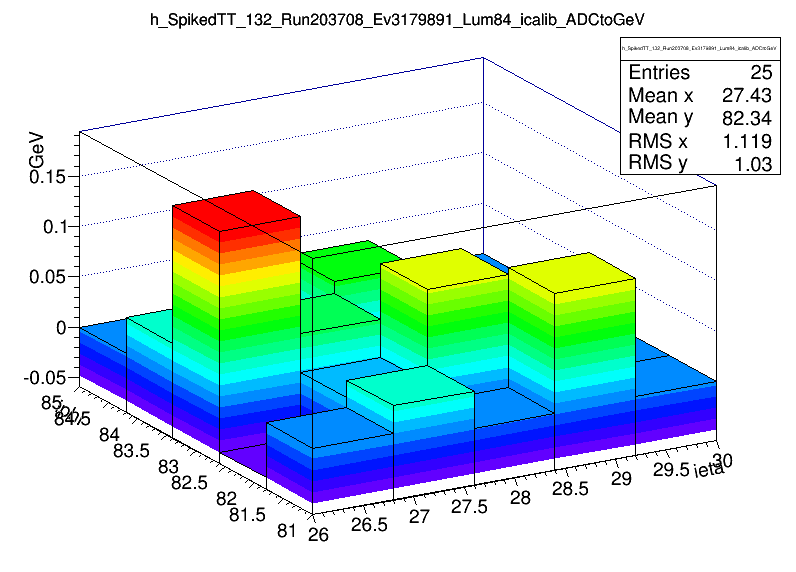 h_SpikedTT_132_Run203708_Ev3179891_Lum84_icalib_ADCtoGeV
h_SpikedTT_132_Run203708_Ev3179891_Lum84_icalib_ADCtoGeV
Entries 25
Mean x 27.43
Mean y 82.34
RMS x 1.119
RMS y 1.03
GeV
0.15
0.1
0.05
0
-0.05
85
84.5
84
83.5
83
82.5
82
81.5
81
26
26.5
27
27.5
28
28.5
29
29.5
30
ieta